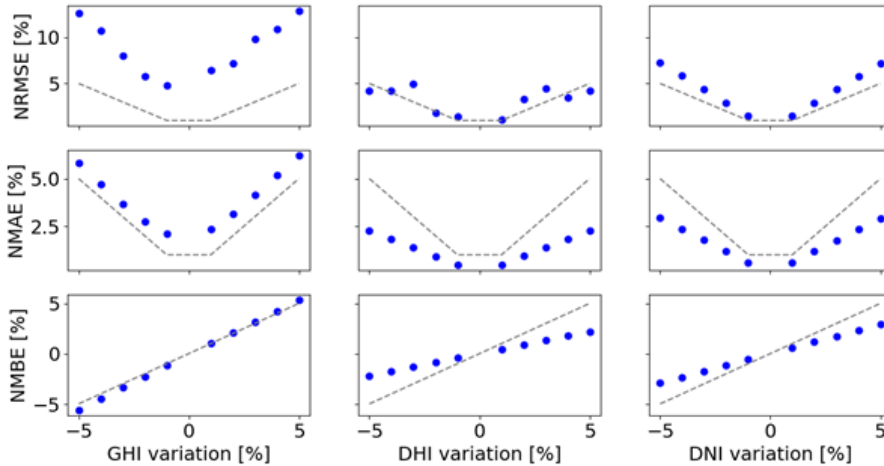 NRMSE [%]
10
5
NMAE [%]
5.0
2.5
NMBE [%]
5
0
−5
−5 0 5 −5 0 5 −5 0 5
GHI variation [%] DHI variation [%] DNI variation [%]